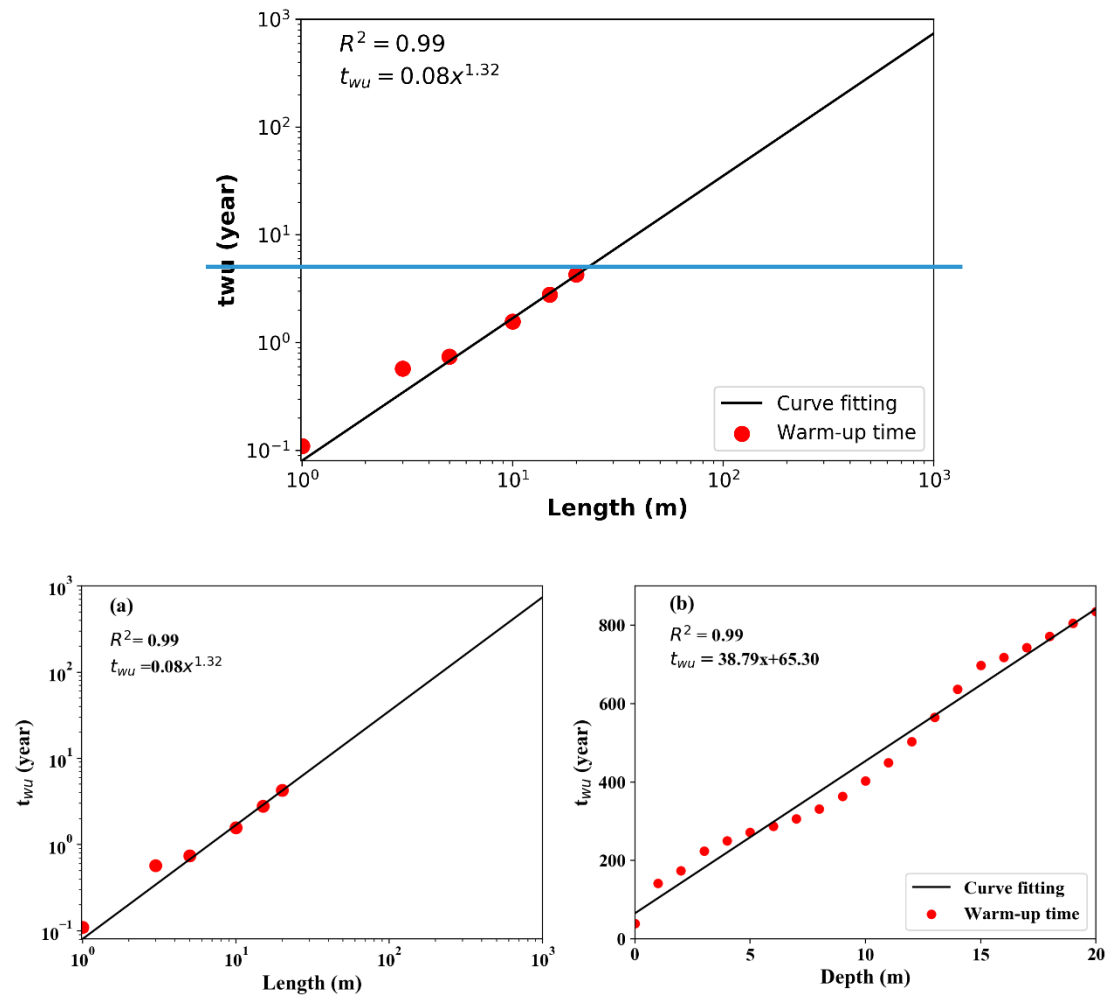 10³
R² = 0.99
t_wu = 0.08x^1.32
10²
10¹
twu (year)
10⁰
Curve fitting
Warm-up time
10⁻¹
10⁰ 10¹ 10² 10³
Length (m)
10³
(a)
R²= 0.99
t_wu =0.08x^1.32
10²
t_wu (year)
10¹
10⁰
10⁻¹
10⁰ 10¹ 10² 10³
Length (m)
(b)
R² = 0.99
t_wu = 38.79x+65.30
800
600
t_wu (year)
400
200
Curve fitting
Warm-up time
0
0 5 10 15 20
Depth (m)